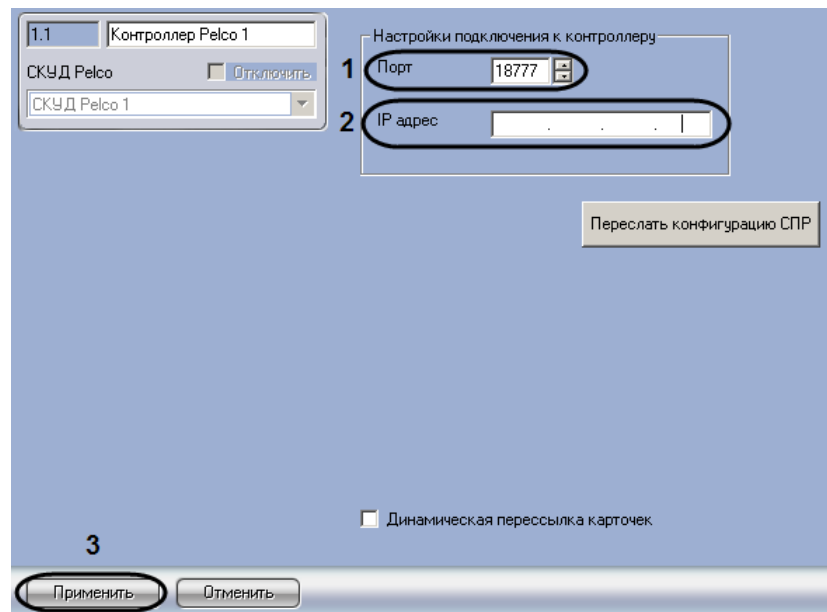 1.1 Контроллер Pelco 1
СКУД Pelco Отключить
СКУД Pelco 1
Настройки подключения к контроллеру
1 Порт 18777
2 IP адрес . . .
Переслать конфигурацию СПР
Динамическая перессылка карточек
3
Применить Отменить